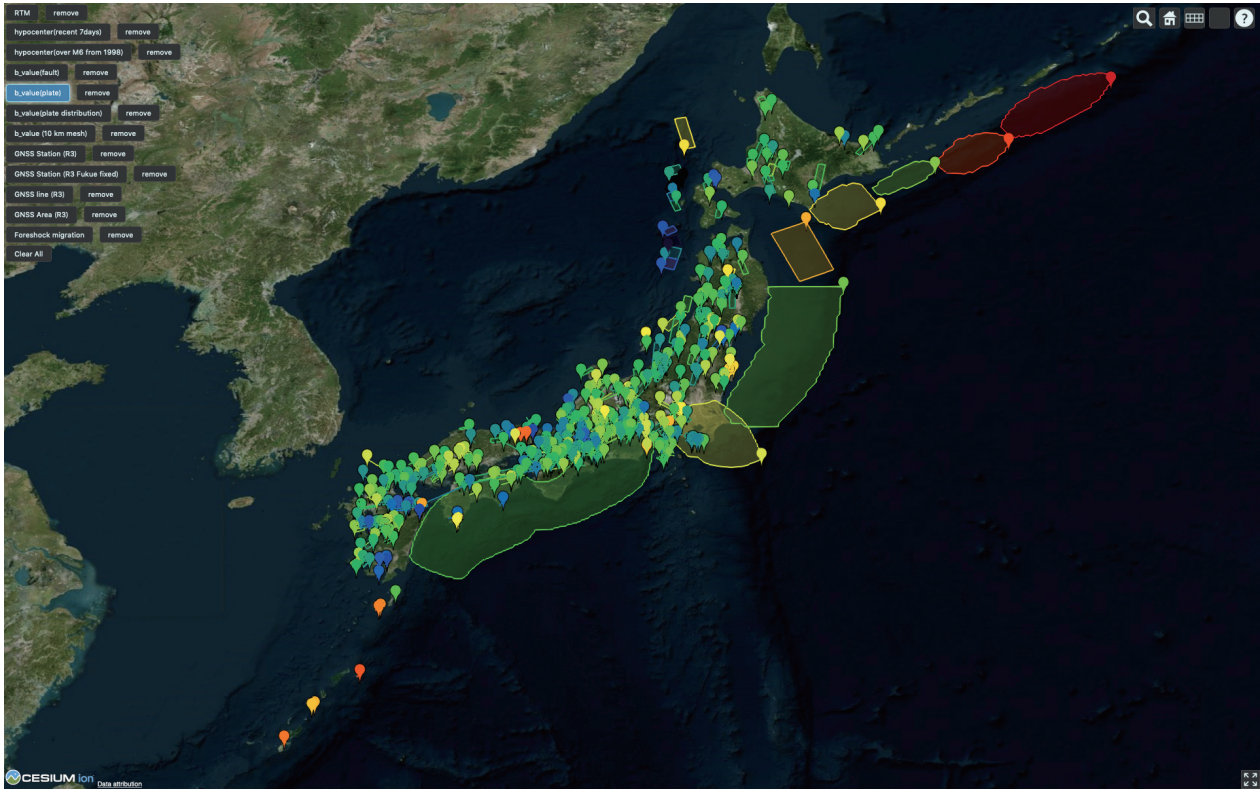 RTM remove
hypocenter(recent 7days) remove
hypocenter(over M6 from 1998) remove
b_value(fault) remove
b_value(plate) remove
b_value(plate distribution) remove
b_value (10 km mesh) remove
GNSS Station (R3) remove
GNSS Station (R3 Fukue fixed) remove
GNSS line (R3) remove
GNSS Area (R3) remove
Foreshock migration remove
Clear All
?
CESIUM ion Data attribution